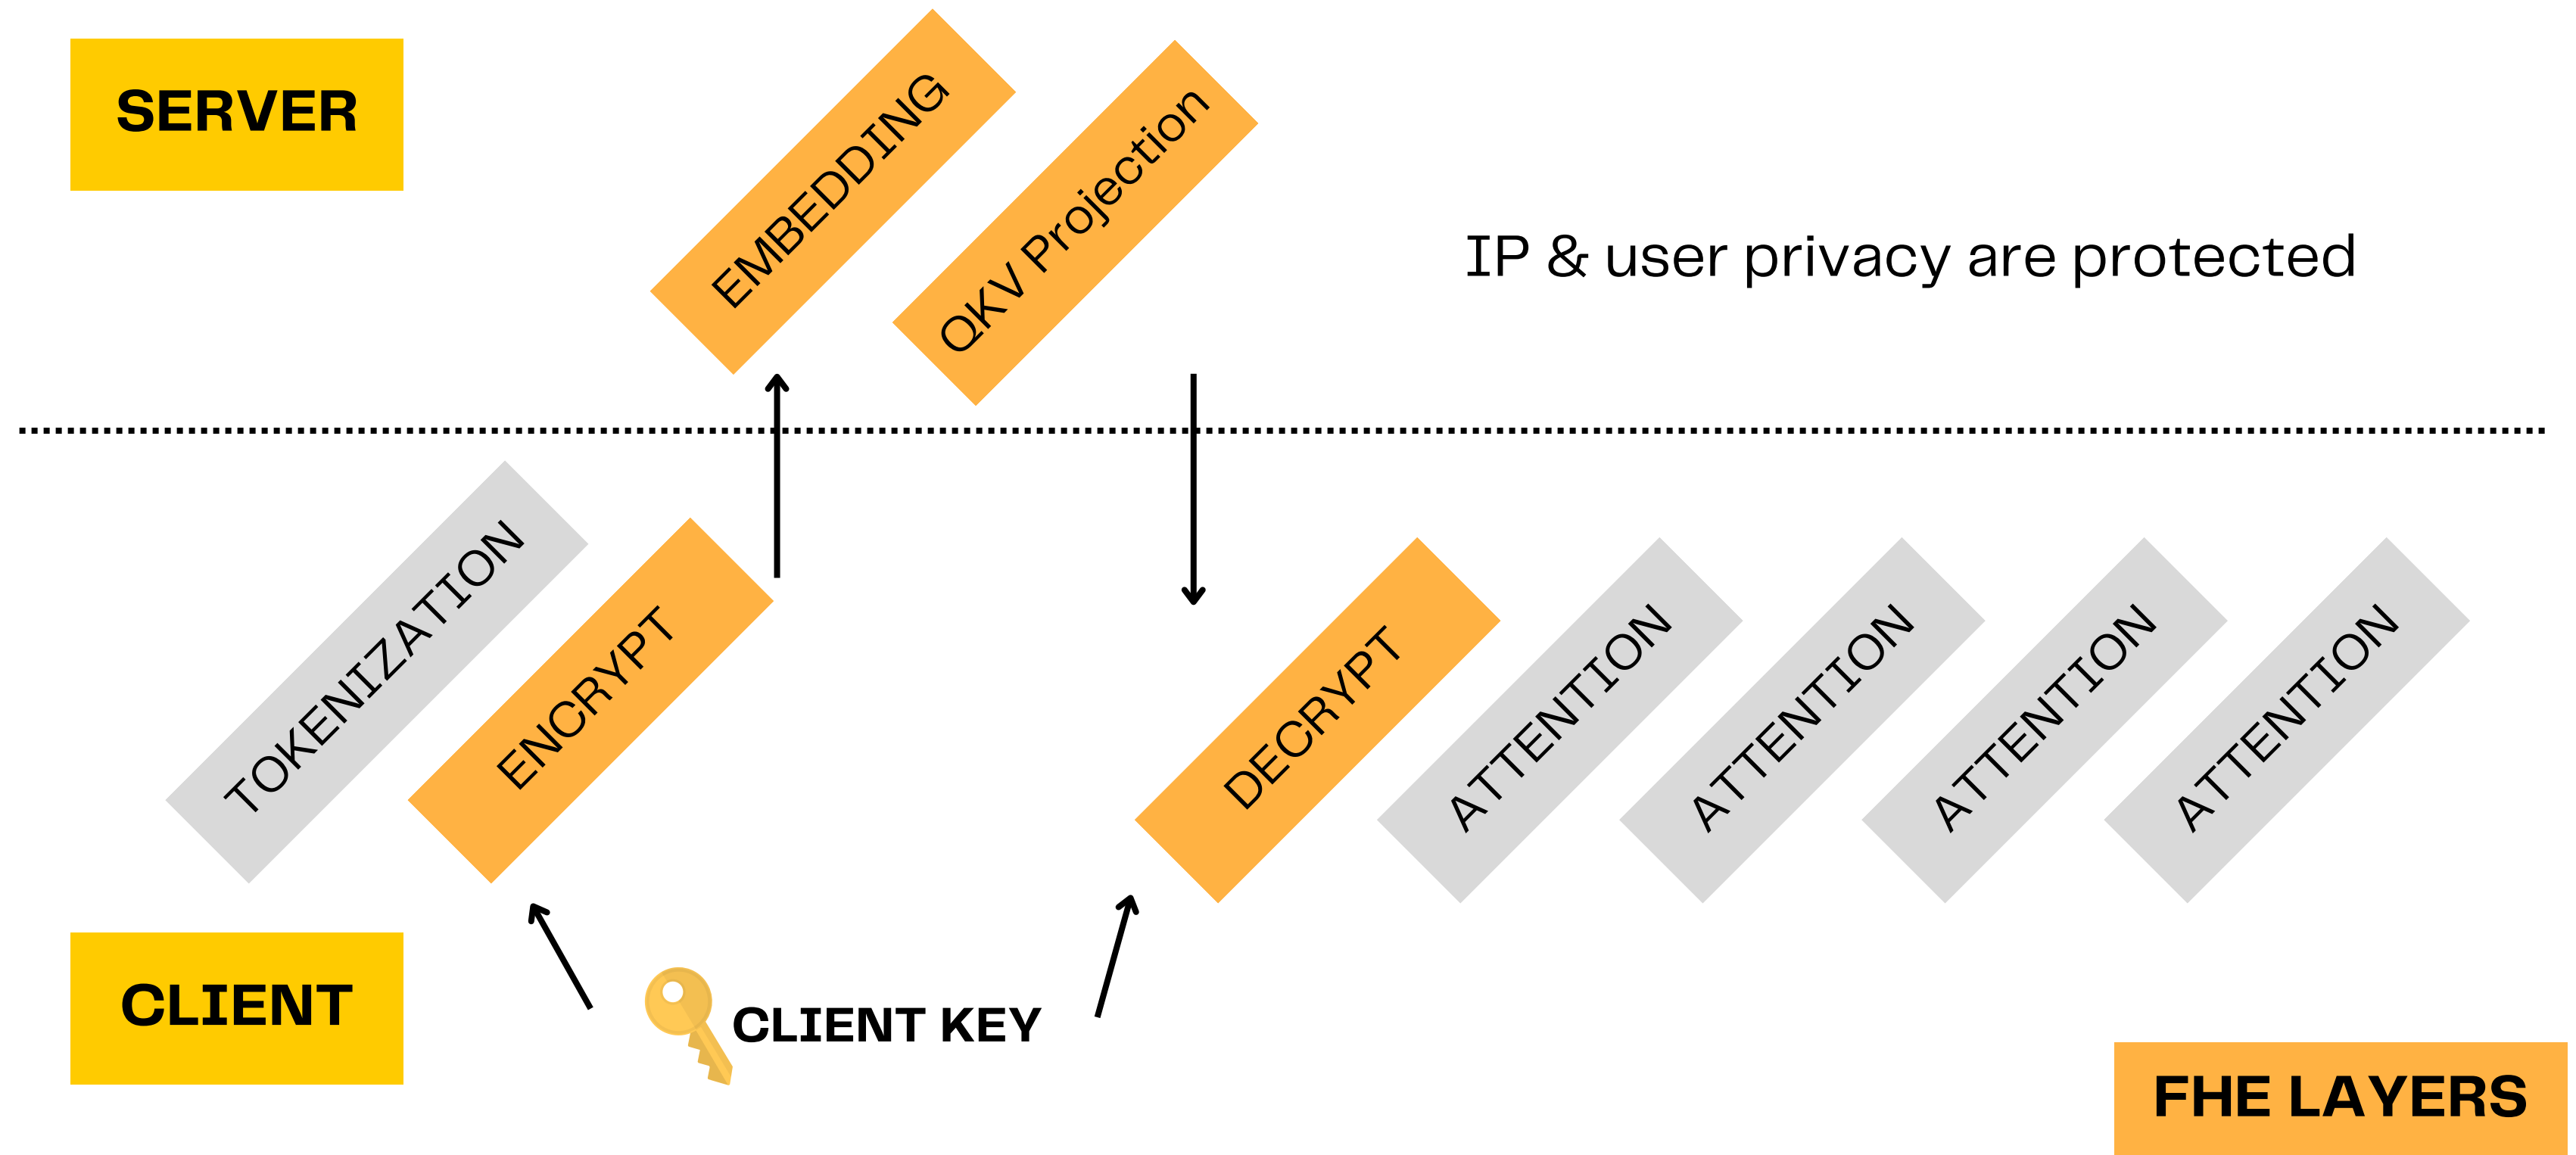 SERVER
EMBEDDING
QKV Projection
IP & user privacy are protected
TOKENIZATION
ENCRYPT
DECRYPT
ATTENTION
ATTENTION
ATTENTION
ATTENTION
CLIENT
CLIENT KEY
FHE LAYERS